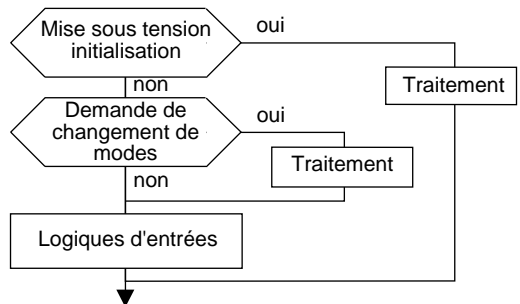 Mise sous tension
initialisation
oui
Traitement
non
Demande de
changement de
modes
oui
Traitement
non
Logiques d'entrées